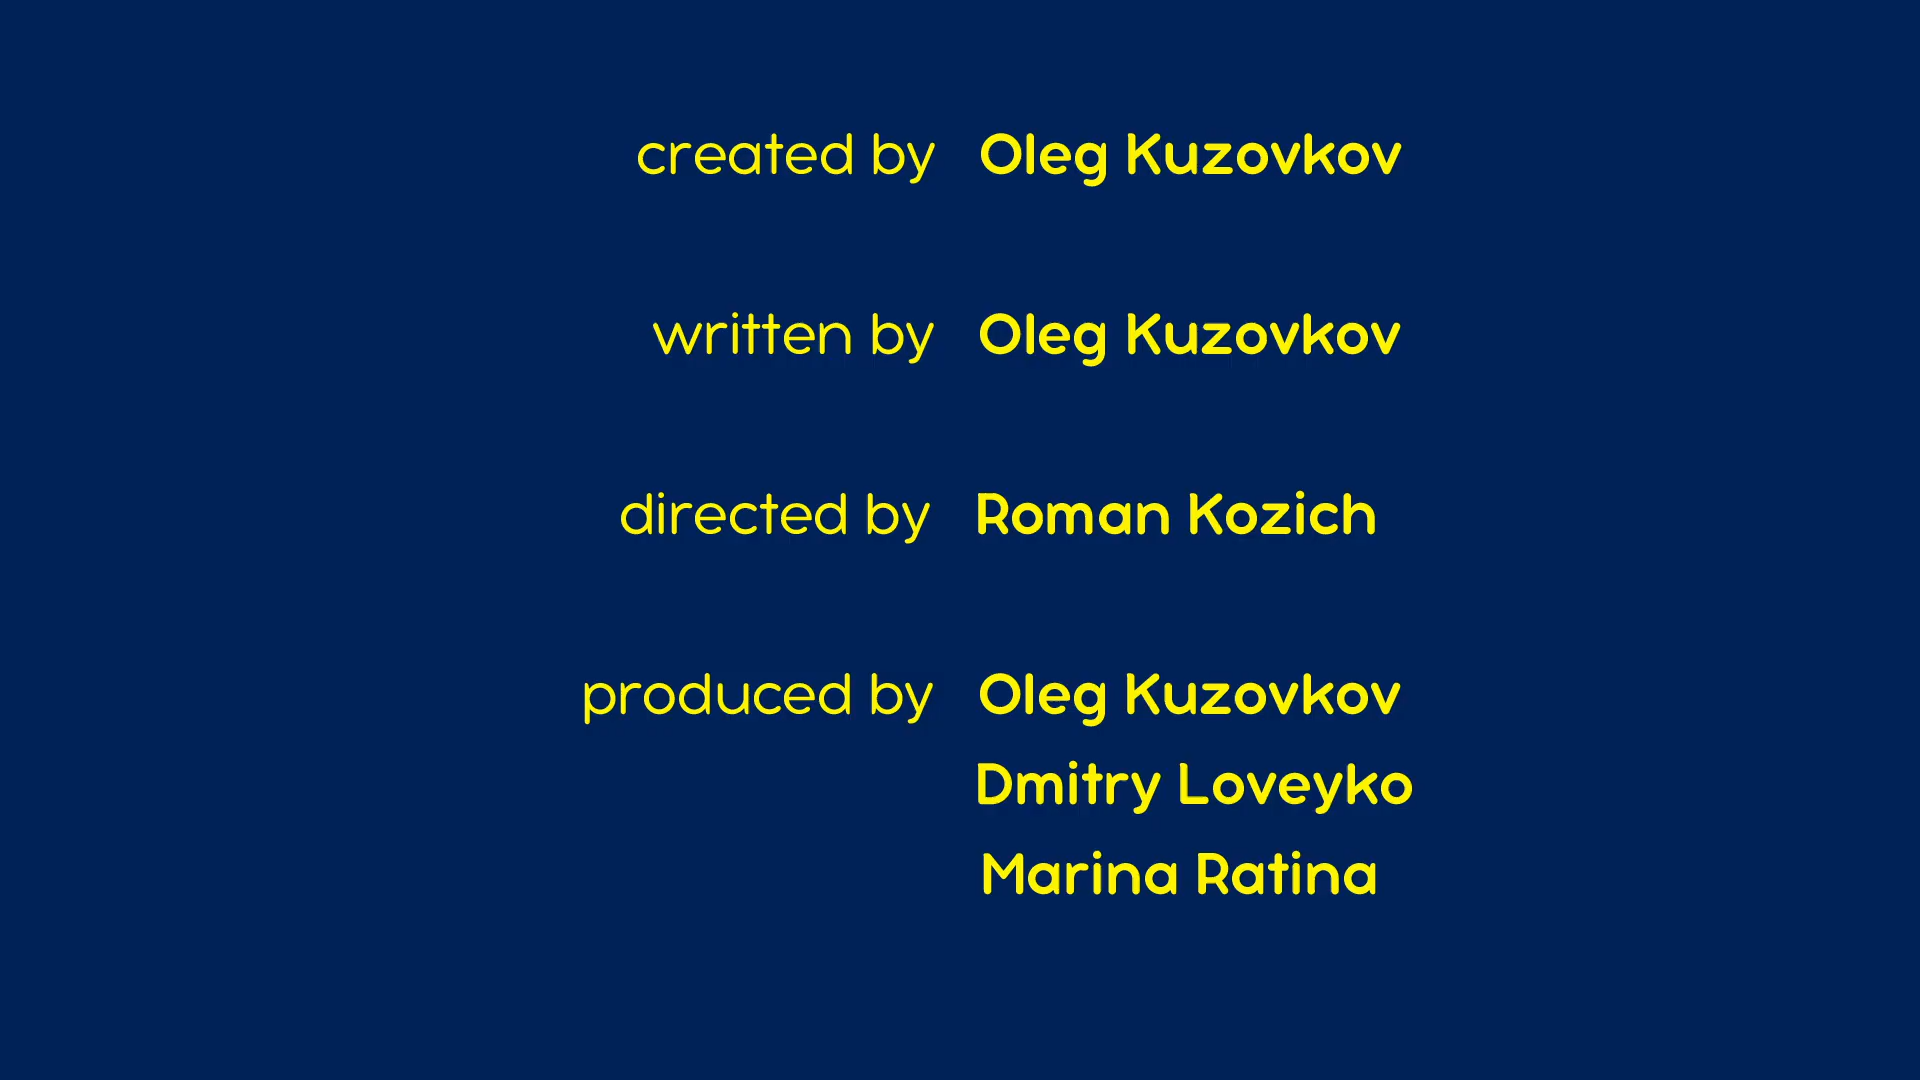 created by Oleg Kuzovkov
written by Oleg Kuzovkov
directed by Roman Kozich
produced by Oleg Kuzovkov
Dmitry Loveyko
Marina Ratina